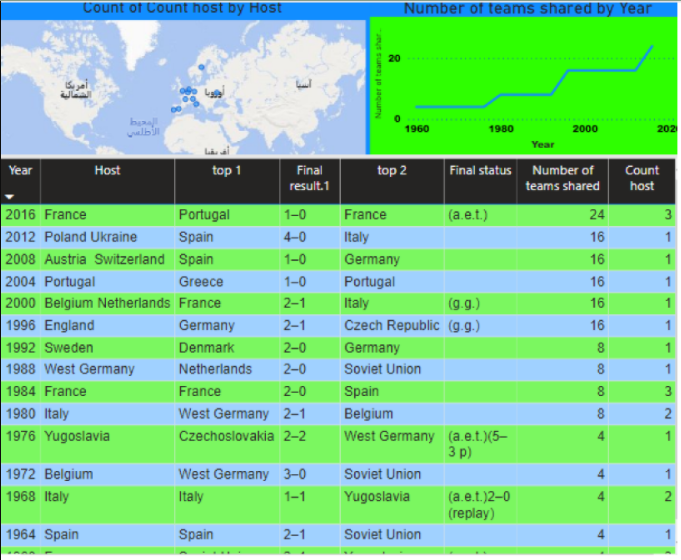 Count of Count host by Host
Number of teams shared by Year
أمريكا
الشمالية
أوروبا
آسيا
المحيط
الأطلسي
أفريقيا
Number of teams shar...
20
0
1960 1980 2000 2020
Year
Year Host top 1 Final result.1 top 2 Final status Number of teams shared Count host
2016 France Portugal 1–0 France (a.e.t.) 24 3
2012 Poland Ukraine Spain 4–0 Italy 16 1
2008 Austria Switzerland Spain 1–0 Germany 16 1
2004 Portugal Greece 1–0 Portugal 16 1
2000 Belgium Netherlands France 2–1 Italy (g.g.) 16 1
1996 England Germany 2–1 Czech Republic (g.g.) 16 1
1992 Sweden Denmark 2–0 Germany 8 1
1988 West Germany Netherlands 2–0 Soviet Union 8 1
1984 France France 2–0 Spain 8 3
1980 Italy West Germany 2–1 Belgium 8 2
1976 Yugoslavia Czechoslovakia 2–2 West Germany (a.e.t.)(5–3 p) 4 1
1972 Belgium West Germany 3–0 Soviet Union 4 1
1968 Italy Italy 1–1 Yugoslavia (a.e.t.)2–0 (replay) 4 2
1964 Spain Spain 2–1 Soviet Union 4 1